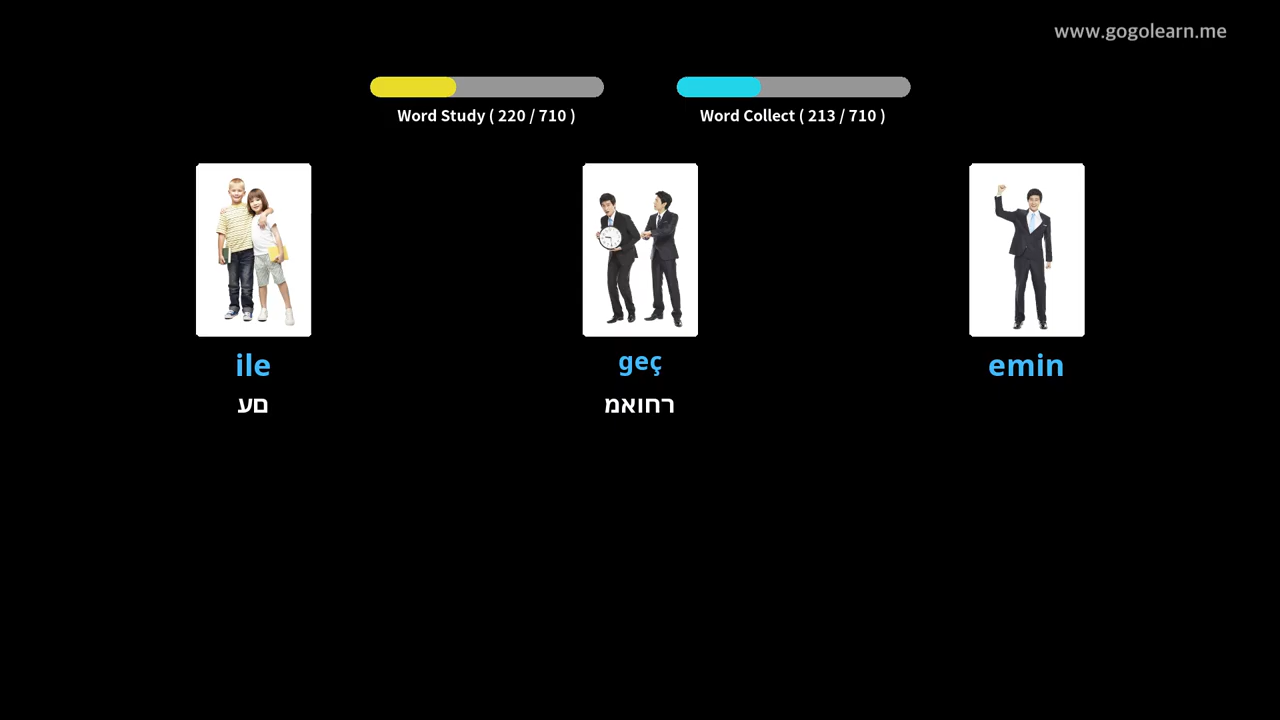 www.gogolearn.me
Word Study ( 220 / 710 )
Word Collect ( 213 / 710 )
ile
geç
emin
עם
מאוחר